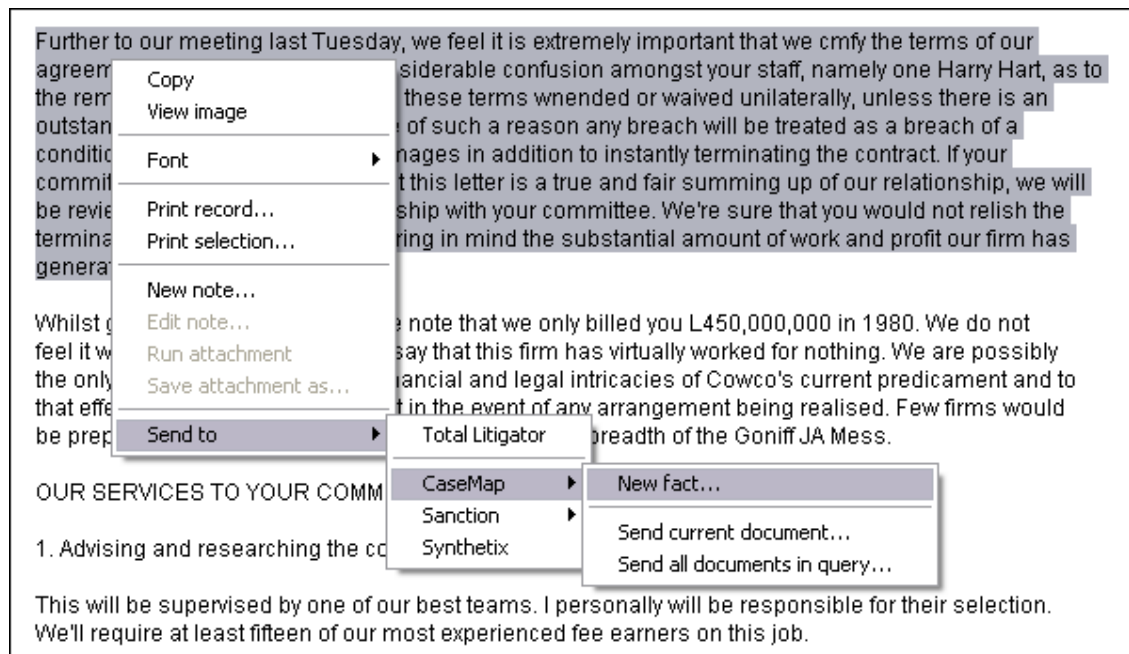 Further to our meeting last Tuesday, we feel it is extremely important that we cmfy the terms of our
agreem siderable confusion amongst your staff, namely one Harry Hart, as to
the rem these terms wnended or waived unilaterally, unless there is an
outstan of such a reason any breach will be treated as a breach of a
conditio nages in addition to instantly terminating the contract. If your
commit t this letter is a true and fair summing up of our relationship, we will
be revie ship with your committee. We're sure that you would not relish the
termina ring in mind the substantial amount of work and profit our firm has
genera
Copy
View image
Font
Print record...
Print selection...
New note...
Edit note...
Run attachment
Save attachment as...
Send to
Whilst e note that we only billed you L450,000,000 in 1980. We do not
feel it w say that this firm has virtually worked for nothing. We are possibly
the only ancial and legal intricacies of Cowco's current predicament and to
that effe t in the event of any arrangement being realised. Few firms would
be prep breadth of the Goniff JA Mess.
Total Litigator
CaseMap
Sanction
Synthetix
New fact...
Send current document...
Send all documents in query...
OUR SERVICES TO YOUR COMM
1. Advising and researching the co
This will be supervised by one of our best teams. I personally will be responsible for their selection.
We'll require at least fifteen of our most experienced fee earners on this job.